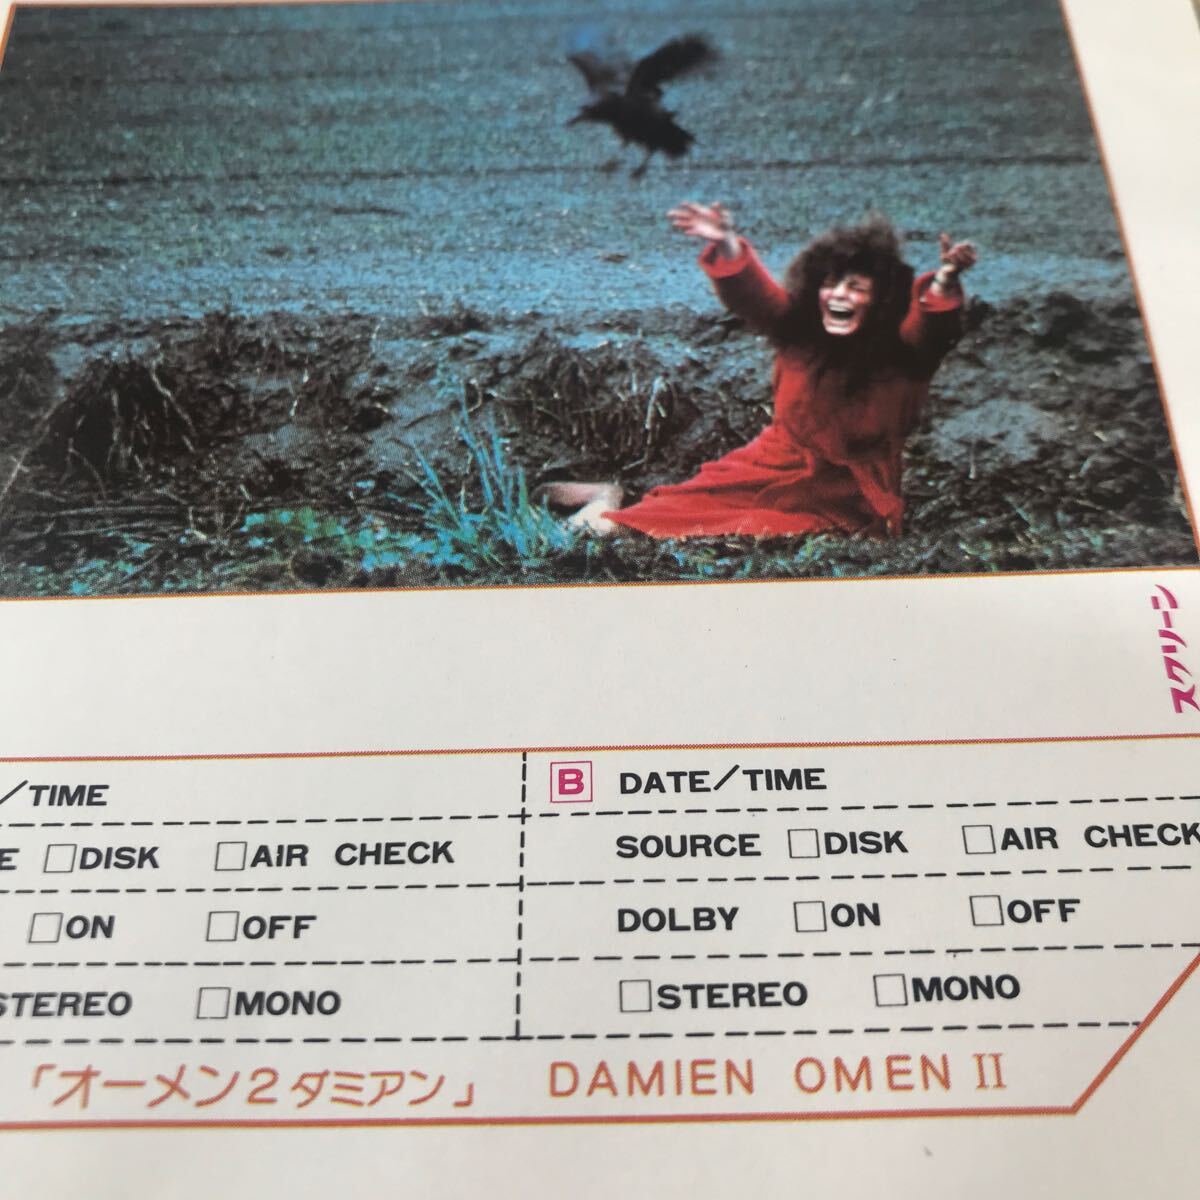 スクリーン
／TIME
B DATE／TIME
E □DISK □AIR CHECK
SOURCE □DISK □AIR CHECK
□ON □OFF
DOLBY □ON □OFF
STEREO □MONO
□STEREO □MONO
「オーメン2ダミアン」 DAMIEN OMEN II